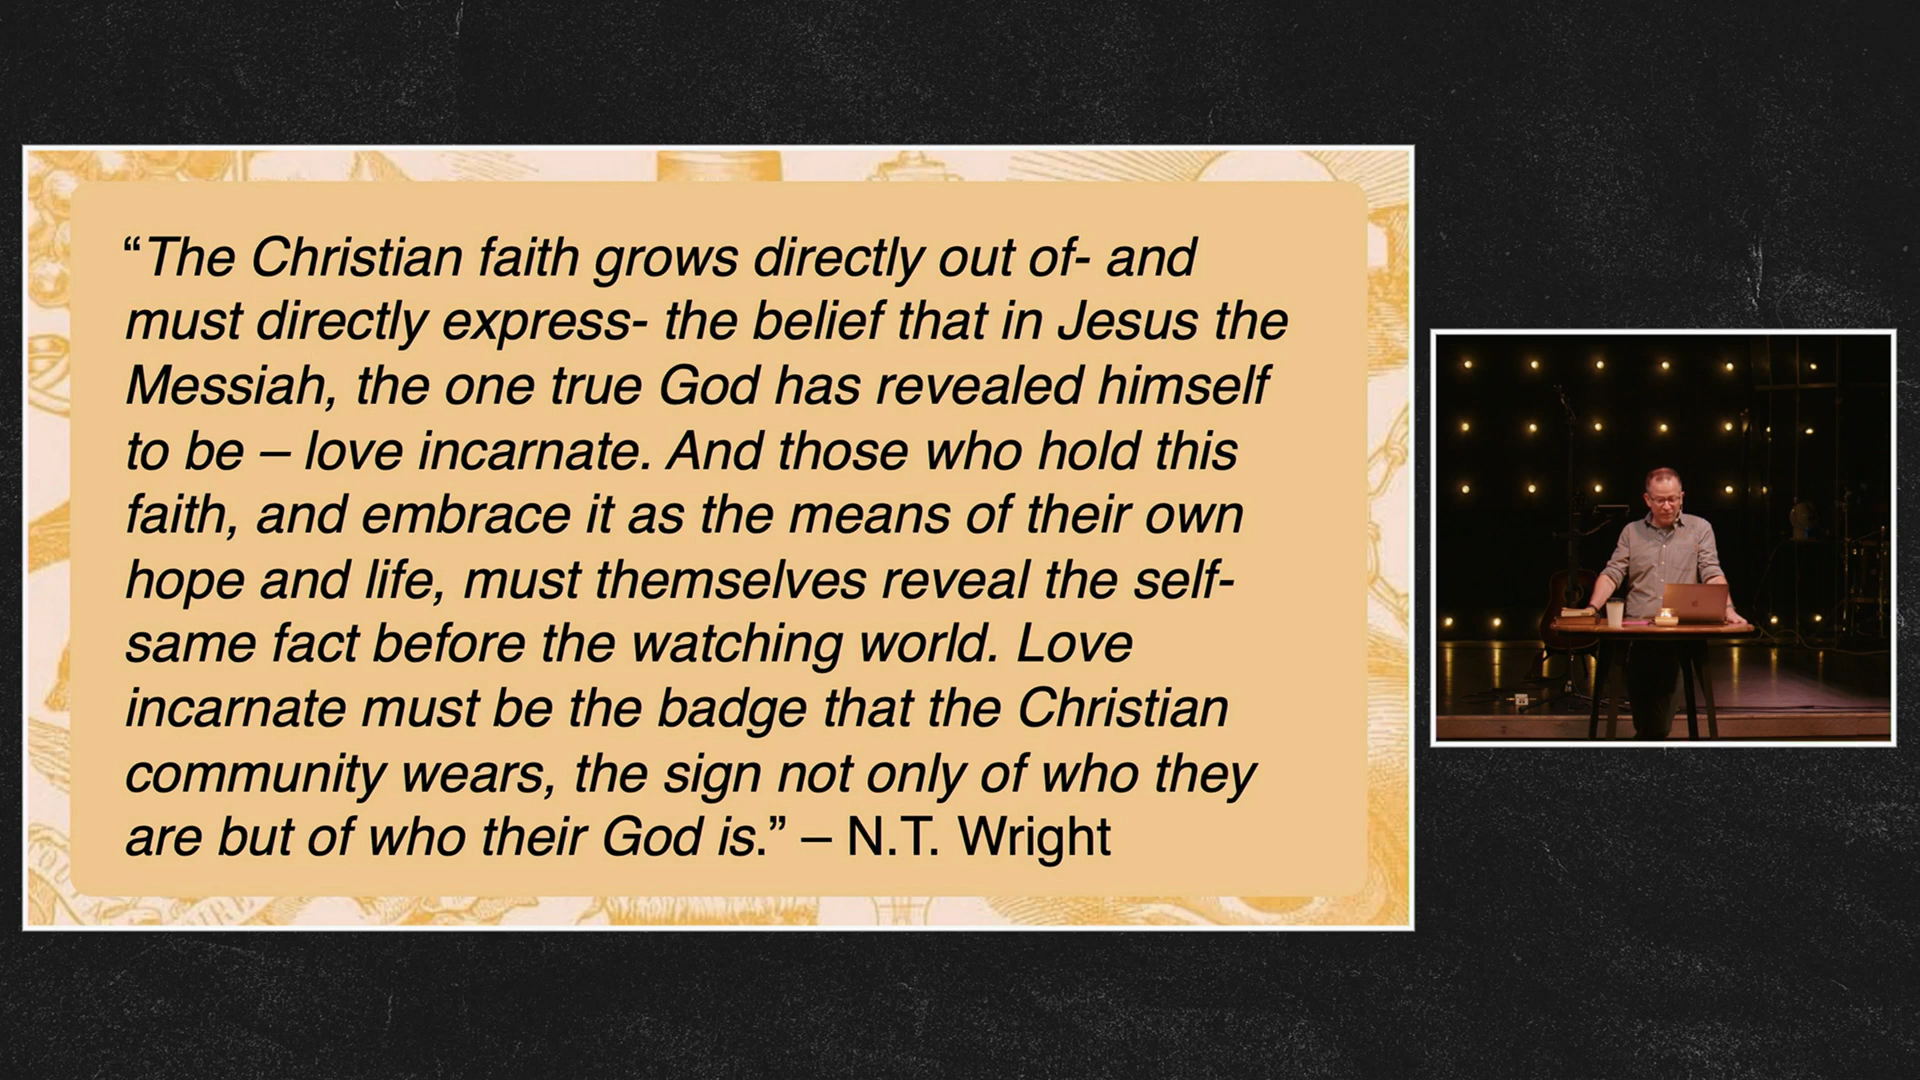 “The Christian faith grows directly out of- and
must directly express- the belief that in Jesus the
Messiah, the one true God has revealed himself
to be – love incarnate. And those who hold this
faith, and embrace it as the means of their own
hope and life, must themselves reveal the self-
same fact before the watching world. Love
incarnate must be the badge that the Christian
community wears, the sign not only of who they
are but of who their God is.” – N.T. Wright